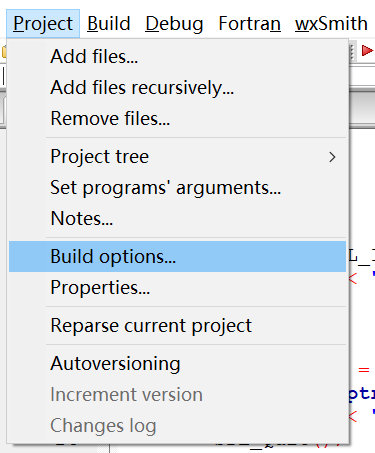 Project Build Debug Fortran wxSmith
Add files...
Add files recursively...
Remove files...
Project tree
Set programs' arguments...
Notes...
Build options...
Properties...
Reparse current project
Autoversioning
Increment version
Changes log